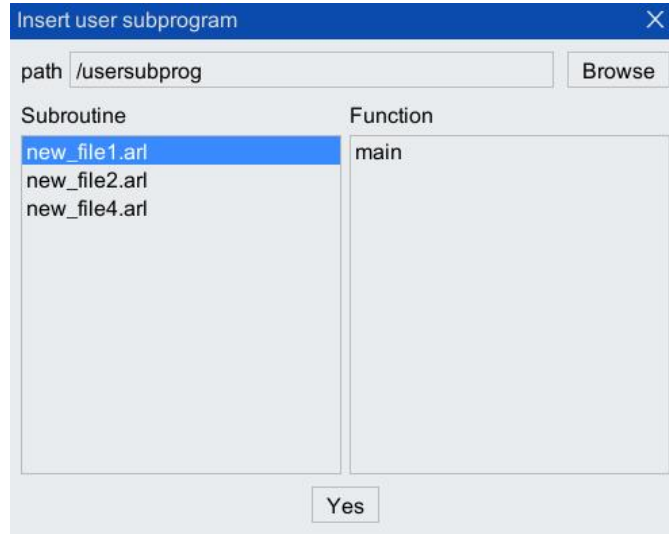 Insert user subprogram
path /usersubprog Browse
Subroutine
new_file1.arl
new_file2.arl
new_file4.arl
Function
main
Yes